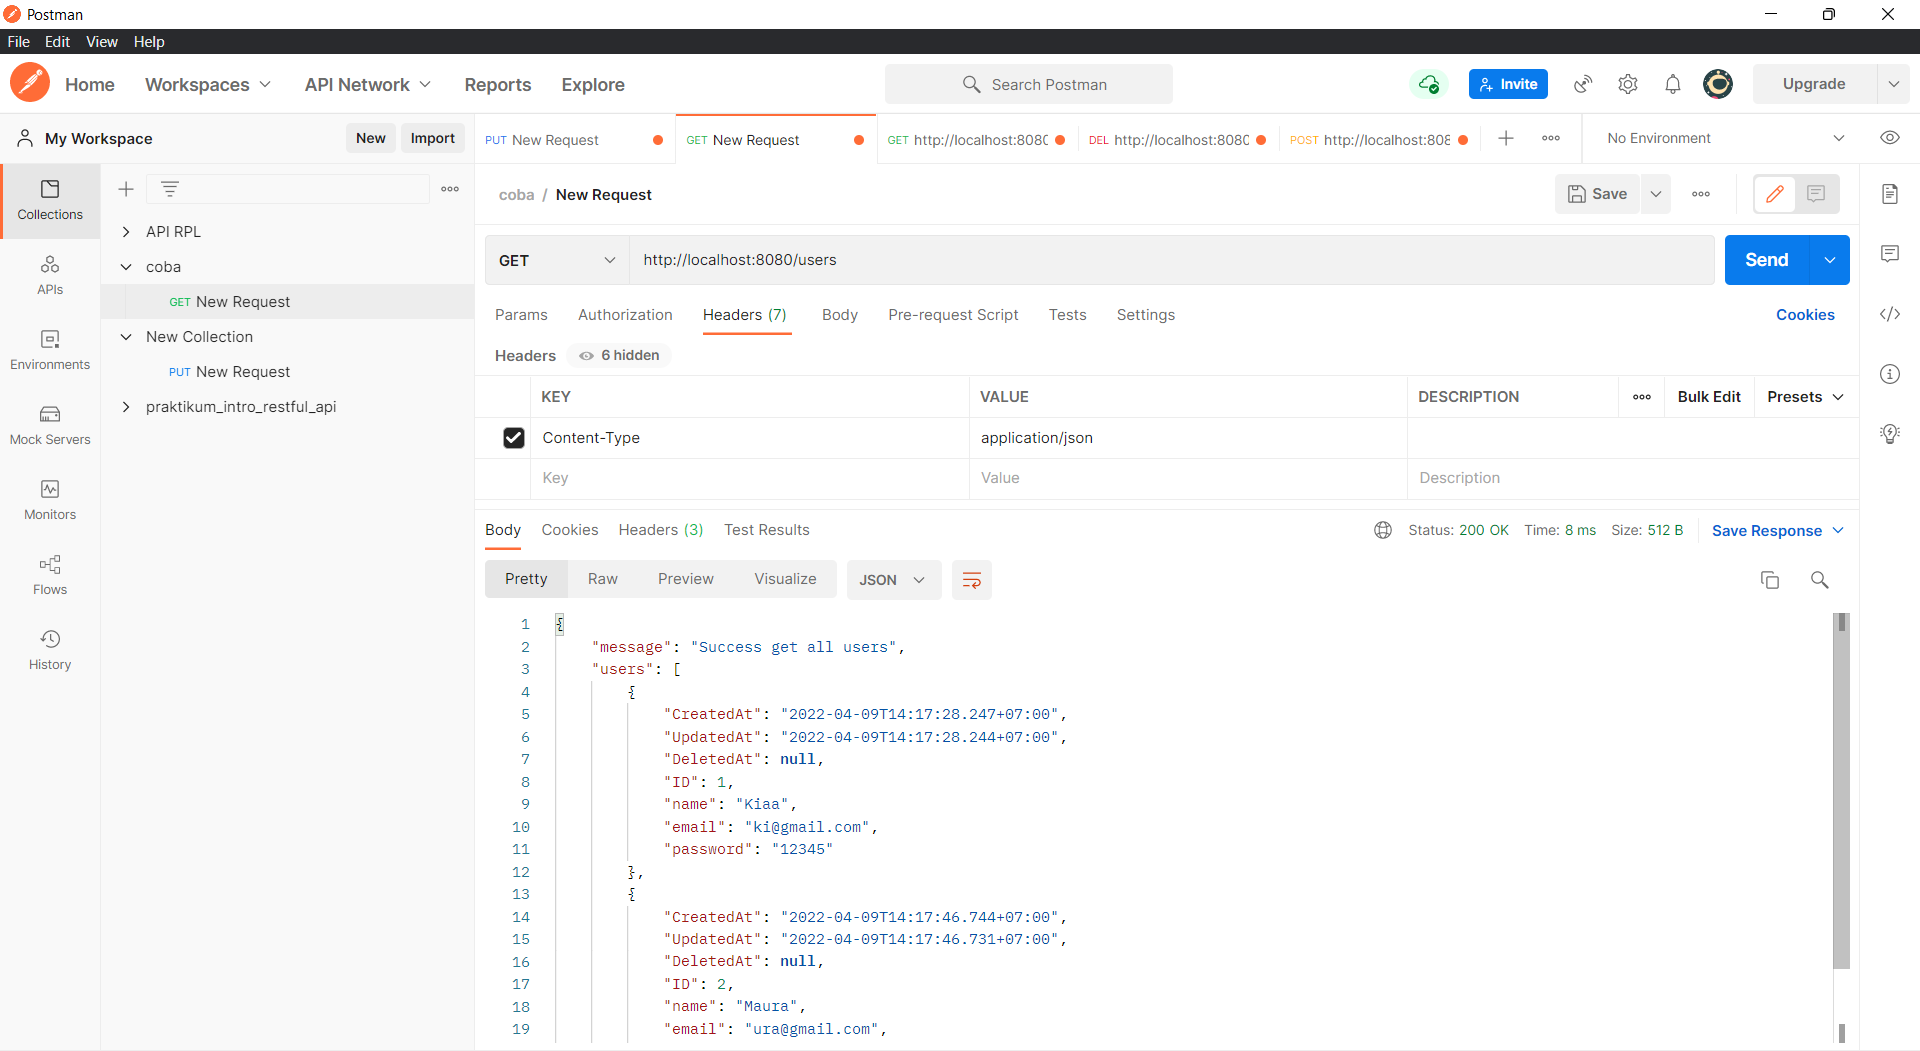 Postman
File Edit View Help
Home Workspaces API Network Reports Explore Search Postman Invite Upgrade
My Workspace New Import
PUT New Request GET New Request GET http://localhost:808 DEL http://localhost:808 POST http://localhost:808 No Environment
Collections
APIs
Environments
Mock Servers
Monitors
Flows
History
API RPL
coba
GET New Request
New Collection
PUT New Request
praktikum_intro_restful_api
coba / New Request Save
GET http://localhost:8080/users Send
Params Authorization Headers (7) Body Pre-request Script Tests Settings Cookies
Headers 6 hidden
KEY VALUE DESCRIPTION Bulk Edit Presets
Content-Type application/json
Key Value Description
Body Cookies Headers (3) Test Results Status: 200 OK Time: 8 ms Size: 512 B Save Response
Pretty Raw Preview Visualize JSON
1 {
2 "message": "Success get all users",
3 "users": [
4 {
5 "CreatedAt": "2022-04-09T14:17:28.247+07:00",
6 "UpdatedAt": "2022-04-09T14:17:28.244+07:00",
7 "DeletedAt": null,
8 "ID": 1,
9 "name": "Kiaa",
10 "email": "ki@gmail.com",
11 "password": "12345"
12 },
13 {
14 "CreatedAt": "2022-04-09T14:17:46.744+07:00",
15 "UpdatedAt": "2022-04-09T14:17:46.731+07:00",
16 "DeletedAt": null,
17 "ID": 2,
18 "name": "Maura",
19 "email": "ura@gmail.com",